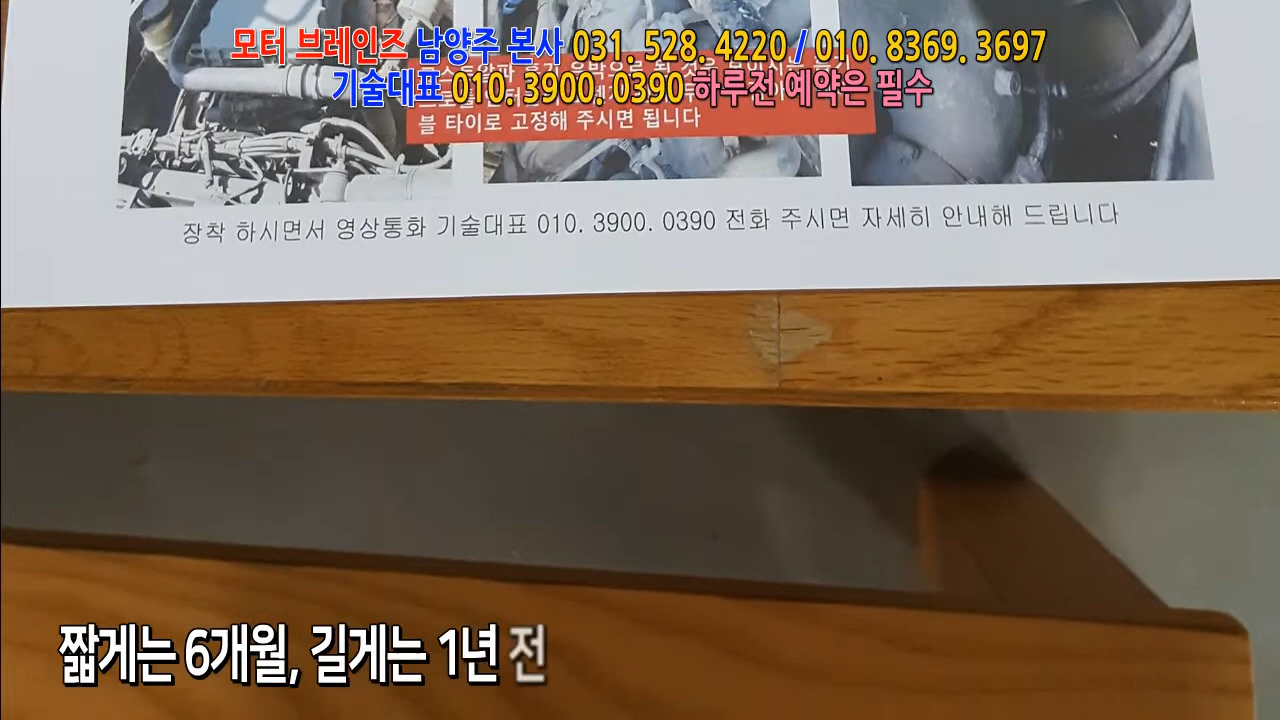 모터 브레인즈 남양주 본사 031. 528. 4220 / 010. 8369. 3697
기술대표 010. 3900. 0390 하루전 예약은 필수
블 타이로 고정해 주시면 됩니다
장착 하시면서 영상통화 기술대표 010. 3900. 0390 전화 주시면 자세히 안내해 드립니다
짧게는 6개월, 길게는 1년 전